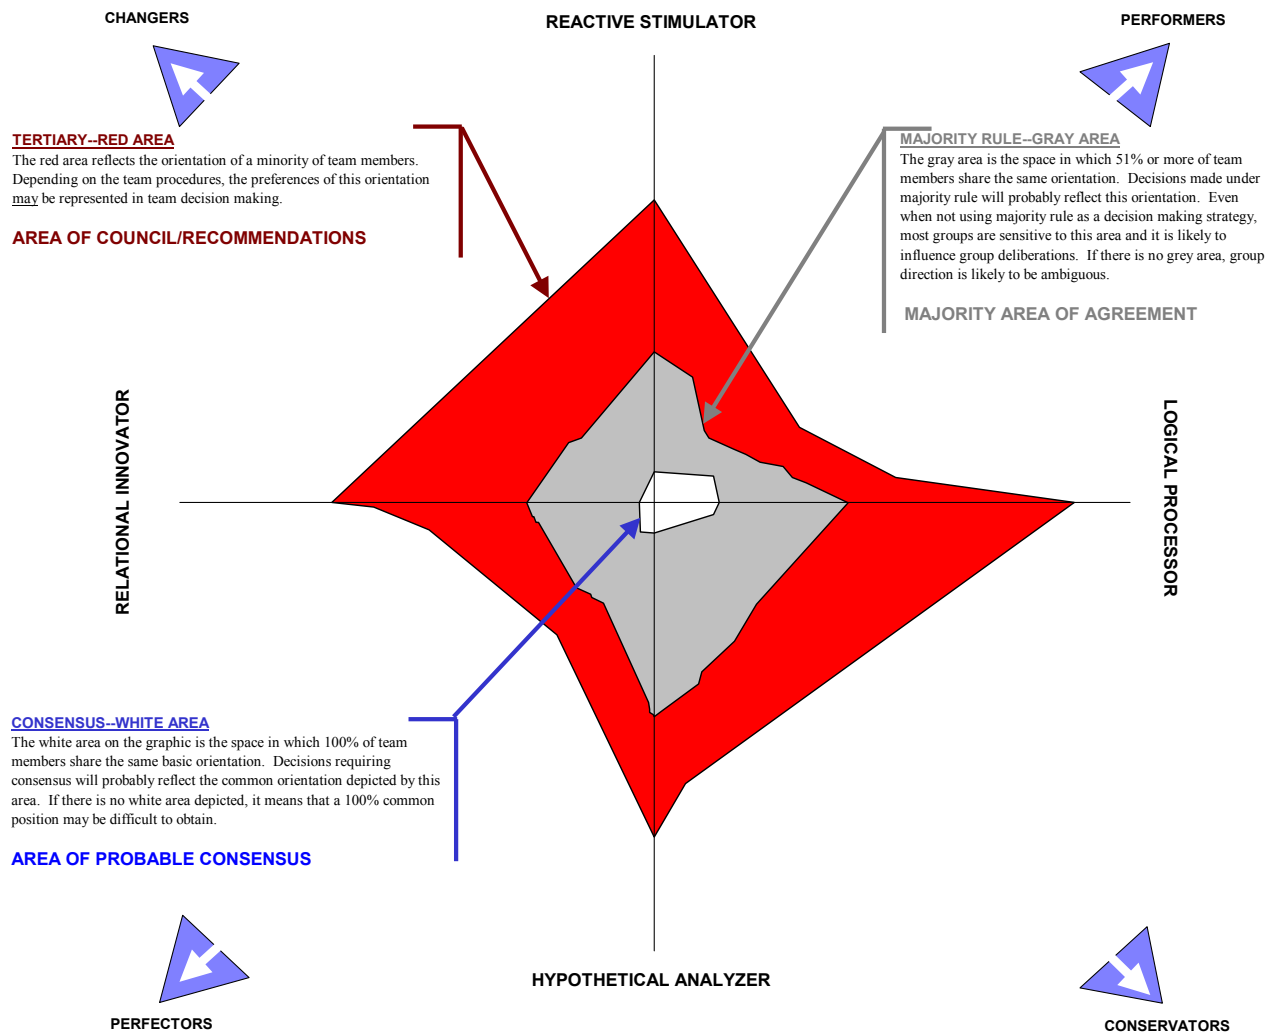 CHANGERS
REACTIVE STIMULATOR
PERFORMERS
TERTIARY--RED AREA
The red area reflects the orientation of a minority of team members.
Depending on the team procedures, the preferences of this orientation
may be represented in team decision making.
AREA OF COUNCIL/RECOMMENDATIONS
MAJORITY RULE--GRAY AREA
The gray area is the space in which 51% or more of team
members share the same orientation.  Decisions made under
majority rule will probably reflect this orientation.  Even
when not using majority rule as a decision making strategy,
most groups are sensitive to this area and it is likely to
influence group deliberations.  If there is no grey area, group
direction is likely to be ambiguous.
MAJORITY AREA OF AGREEMENT
RELATIONAL INNOVATOR
LOGICAL PROCESSOR
CONSENSUS--WHITE AREA
The white area on the graphic is the space in which 100% of team
members share the same basic orientation.  Decisions requiring
consensus will probably reflect the common orientation depicted by this
area.  If there is no white area depicted, it means that a 100% common
position may be difficult to obtain.
AREA OF PROBABLE CONSENSUS
HYPOTHETICAL ANALYZER
PERFECTORS
CONSERVATORS